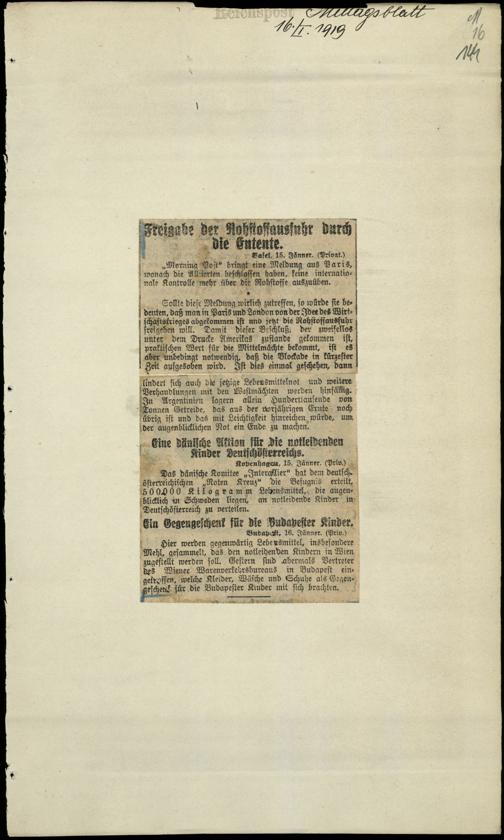 Reichspost Mittagsblatt
16. I. 1919
M
16
144
Freigabe der Rohstoffausfuhr durch
die Entente.
Basel, 15. Jänner. (Privat.)
„Morning Post“ bringt eine Meldung aus Paris,
wonach die Alliierten beschlossen haben, keine internatio-
nale Kontrolle mehr über die Rohstoffe auszuüben.
*
Sollte diese Meldung wirklich zutreffen, so würde sie be-
deuten, daß man in Paris und London von der Idee des Wirt-
schaftskrieges abgekommen ist und jetzt die Rohstoffausfuhr
freigeben will. Damit dieser Beschluß, der zweifellos
unter dem Drucke Amerikas zustande gekommen ist,
praktischen Wert für die Mittelmächte bekommt, ist es
aber unbedingt notwendig, daß die Blockade in kürzester
Zeit aufgehoben wird. Ist dies einmal geschehen, dann
lindert sich auch die jetzige Lebensmittelnot und weitere
Verhandlungen mit den Westmächten werden hinfällig.
In Argentinien lagern allein Hunderttausende von
Tonnen Getreide, das aus der vorjährigen Ernte noch
übrig ist und das mit Leichtigkeit hinreichen würde, um
der augenblicklichen Not ein Ende zu machen.
Eine dänische Aktion für die notleidenden
Kinder Deutschösterreichs.
Kopenhagen, 15. Jänner. (Priv.)
Das dänische Komitee „Interallier“ hat dem deutsch-
österreichischen „Roten Kreuz“ die Befugnis erteilt,
500.000 Kilogramm Lebensmittel, die augen-
blicklich in Schweden liegen, an notleidende Kinder in
Deutschösterreich zu verteilen.
Ein Gegengeschenk für die Budapester Kinder.
Budapest, 16. Jänner. (Priv.)
Hier werden gegenwärtig Lebensmittel, insbesondere
Mehl, gesammelt, das den notleidenden Kindern in Wien
zugestellt werden soll. Gestern sind abermals Vertreter
des Wiener Warenverkehrsbureaus in Budapest ein-
getroffen, welche Kleider, Wäsche und Schuhe als Gegen-
geschenk für die Budapester Kinder mit sich brachten.